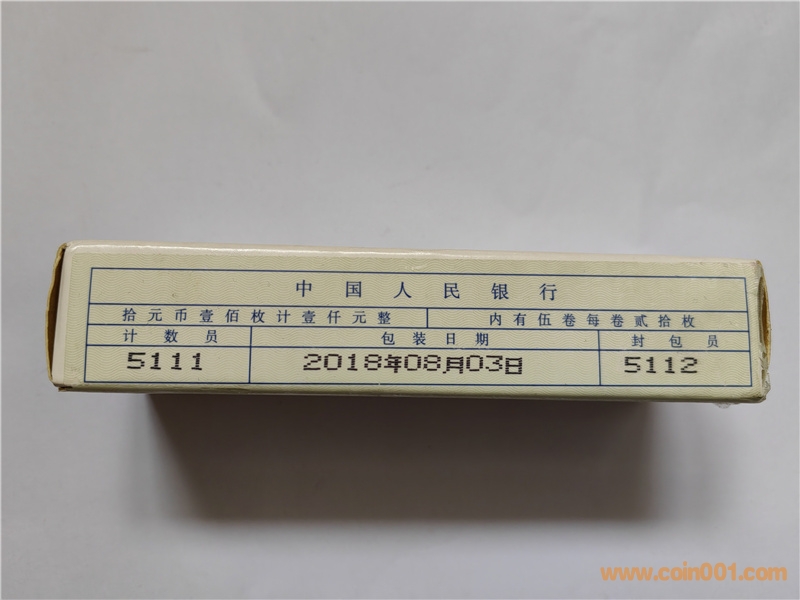 中国人民银行
拾元币壹佰枚计壹仟元整 内有伍卷每卷贰拾枚
计数员 包装日期 封包员
5111 2018年08月03日 5112
www.coin001.com